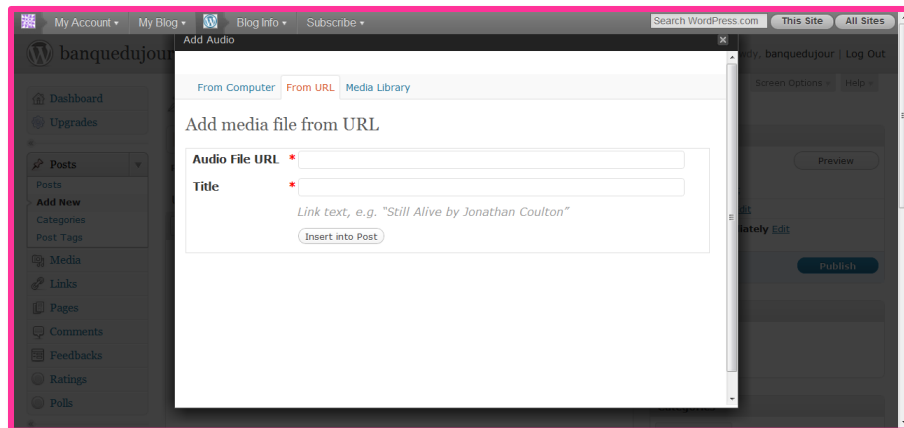 My Account My Blog Blog Info Subscribe Search WordPress.com This Site All Sites
banquedujour
banquedujour | Log Out
Add Audio
Screen Options Help
From Computer From URL Media Library
Dashboard
Upgrades
Add media file from URL
Posts
Posts
Add New
Categories
Post Tags
Media
Links
Pages
Comments
Feedbacks
Ratings
Polls
Audio File URL *
Title *
Link text, e.g. "Still Alive by Jonathan Coulton"
Insert into Post
Preview
Edit
Publish